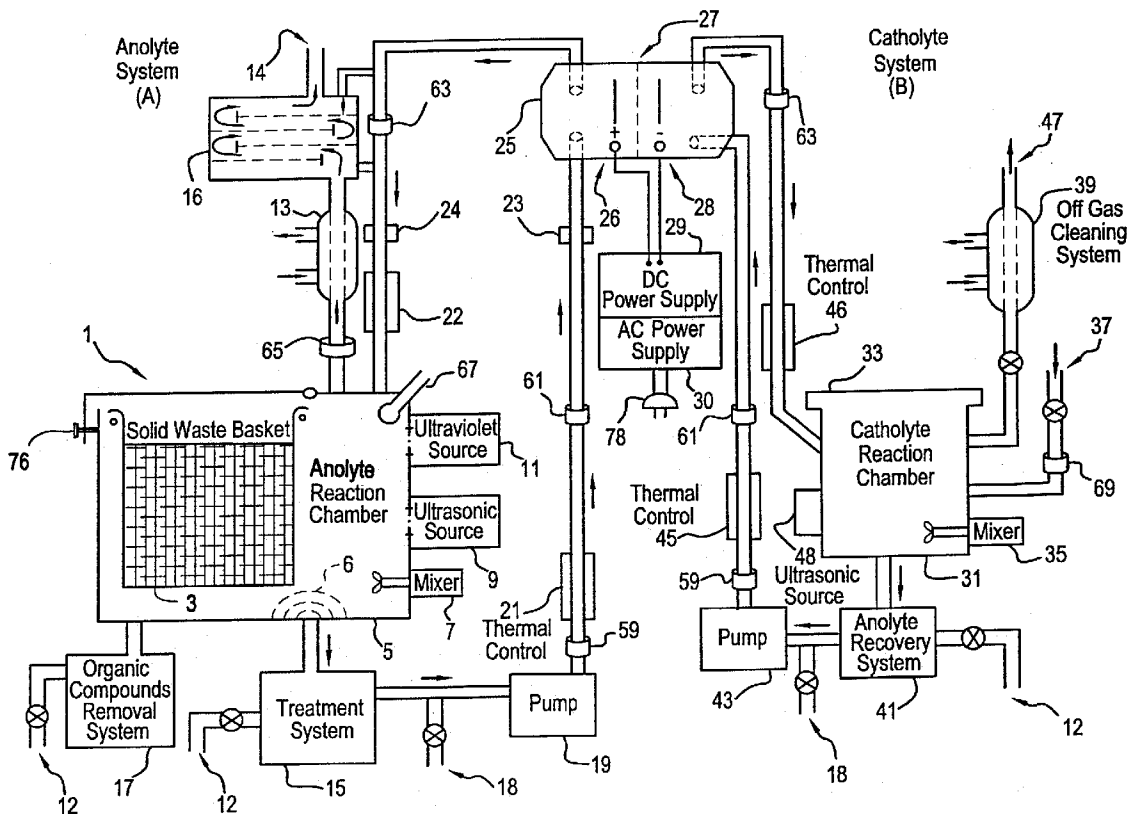 Anolyte
System
(A)
14
63
16
13
24
22
65
1
67
76
Solid Waste Basket
Anolyte
Reaction
Chamber
Ultraviolet
Source
11
Ultrasonic
Source
9
Mixer
7
6
3
5
Organic
Compounds
Removal
System
17
12
Treatment
System
15
12
18
Pump
19
59
21
Thermal
Control
61
23
25
27
+
-
26
28
29
DC
Power Supply
AC Power
Supply
30
78
Catholyte
System
(B)
63
47
39
Off Gas
Cleaning
System
Thermal
Control
46
37
33
61
Catholyte
Reaction
Chamber
69
Thermal
Control
45
48
Mixer
35
59
Ultrasonic
Source
31
Pump
43
Anolyte
Recovery
System
41
18
12